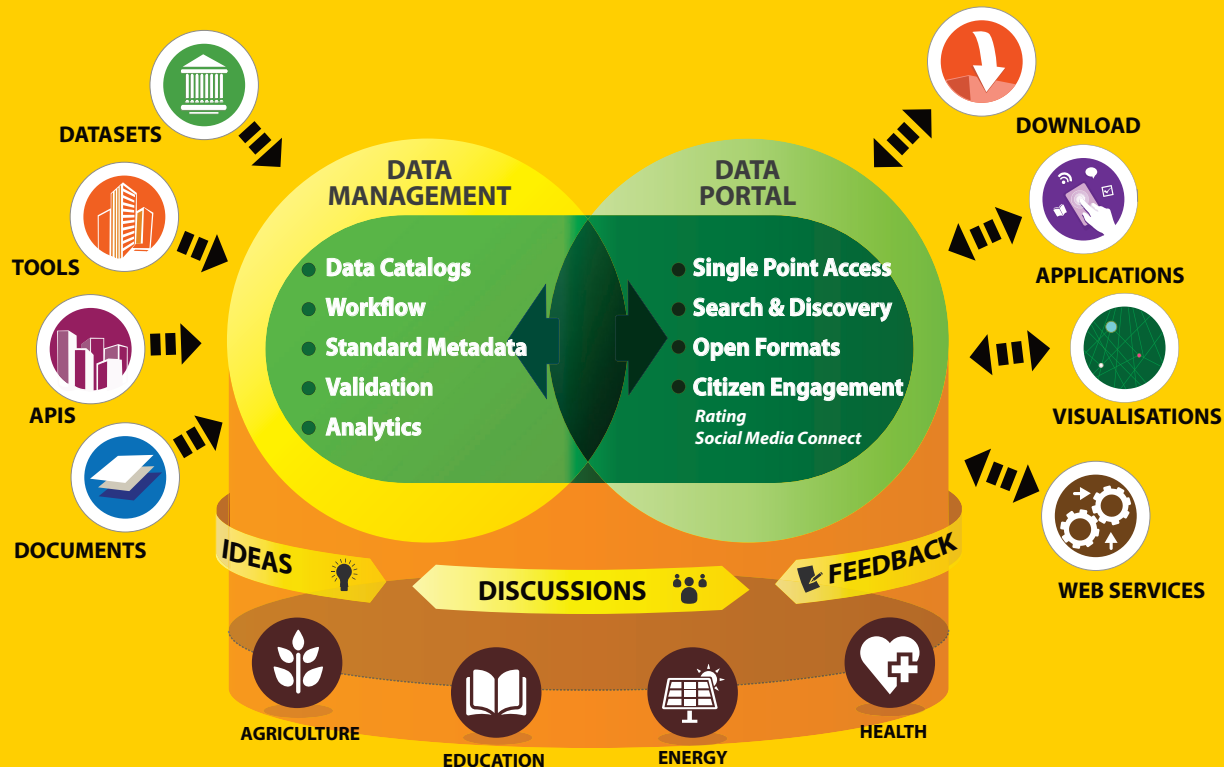 DATASETS
TOOLS
APIS
DOCUMENTS
DATA
MANAGEMENT
Data Catalogs
Workflow
Standard Metadata
Validation
Analytics
DATA
PORTAL
Single Point Access
Search & Discovery
Open Formats
Citizen Engagement
Rating
Social Media Connect
DOWNLOAD
APPLICATIONS
VISUALISATIONS
WEB SERVICES
IDEAS
DISCUSSIONS
FEEDBACK
AGRICULTURE
EDUCATION
ENERGY
HEALTH